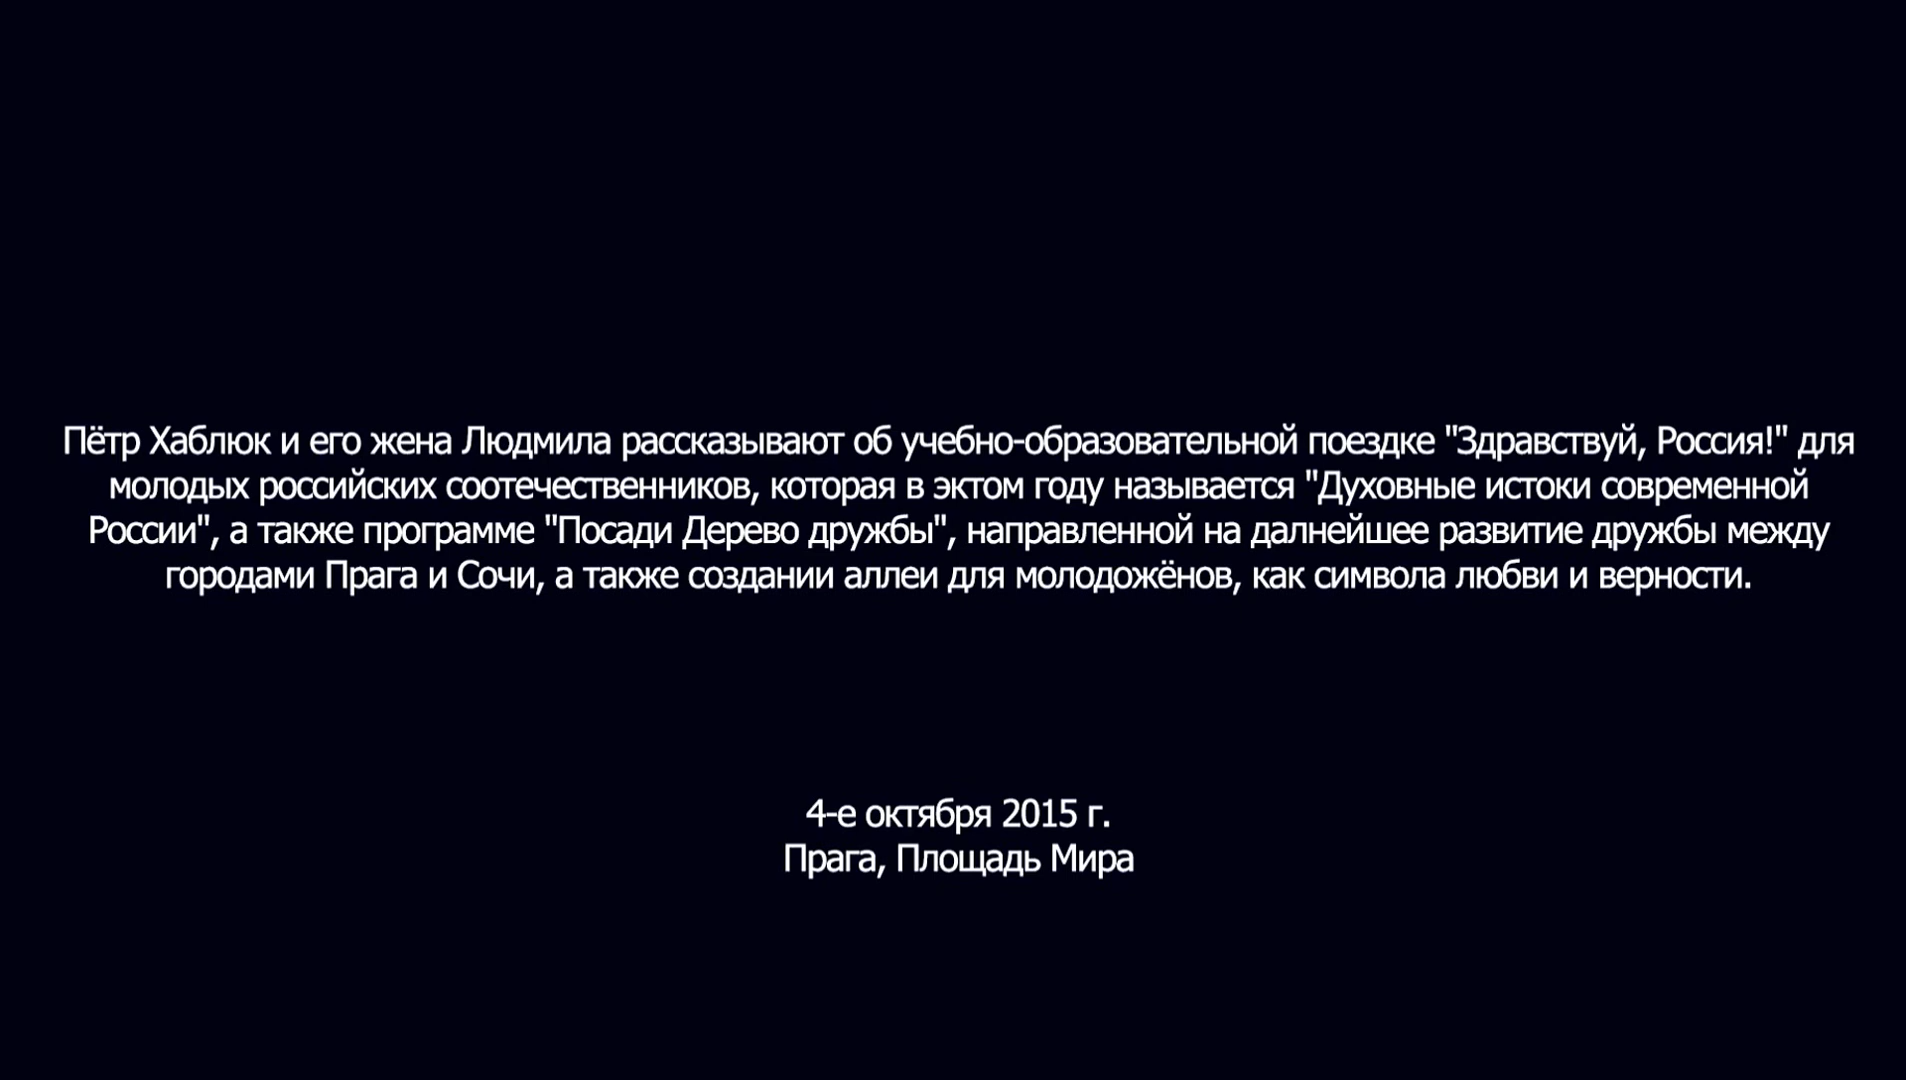 Пётр Хаблюк и его жена Людмила рассказывают об учебно-образовательной поездке "Здравствуй, Россия!" для
молодых российских соотечественников, которая в эктом году называется "Духовные истоки современной
России", а также программе "Посади Дерево дружбы", направленной на далнейшее развитие дружбы между
городами Прага и Сочи, а также создании аллеи для молодожёнов, как символа любви и верности.
4-е октября 2015 г.
Прага, Площадь Мира